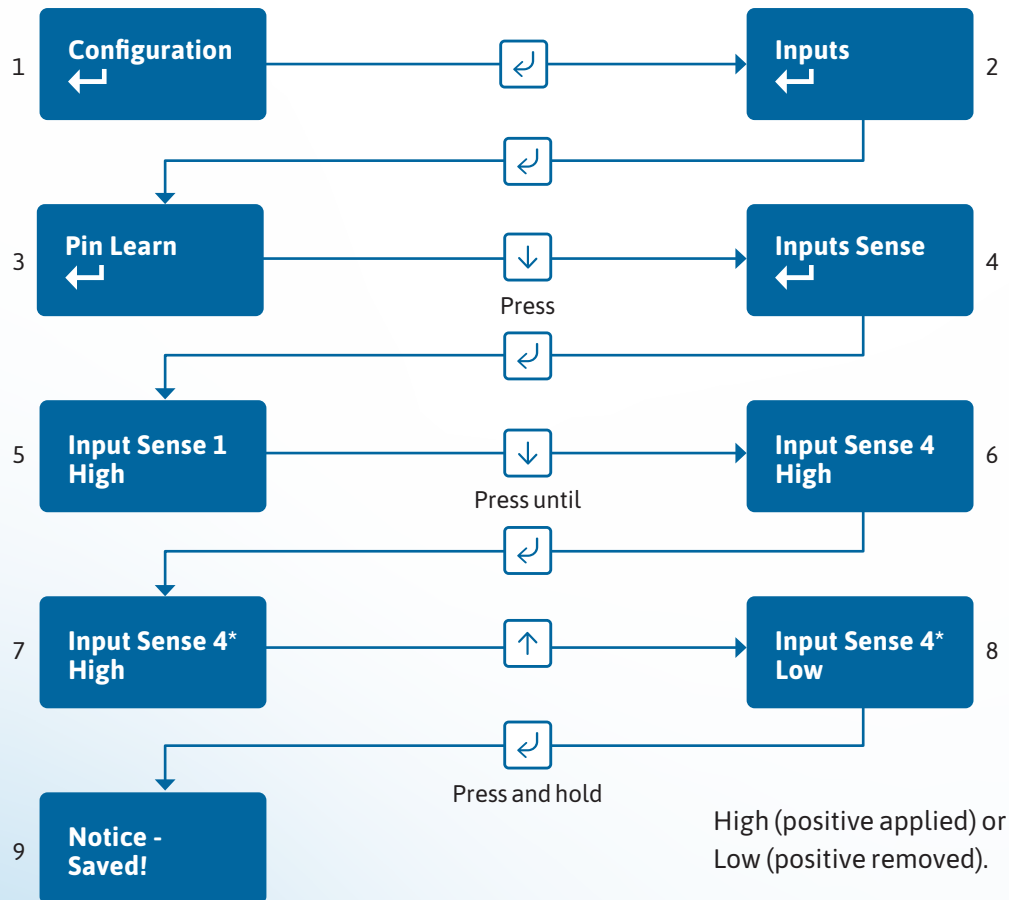 1
Configuration
Inputs
2
3
Pin Learn
Inputs Sense
4
Press
5
Input Sense 1
High
Input Sense 4
High
6
Press until
7
Input Sense 4*
High
Input Sense 4*
Low
8
Press and hold
9
Notice -
Saved!
High (positive applied) or
Low (positive removed).